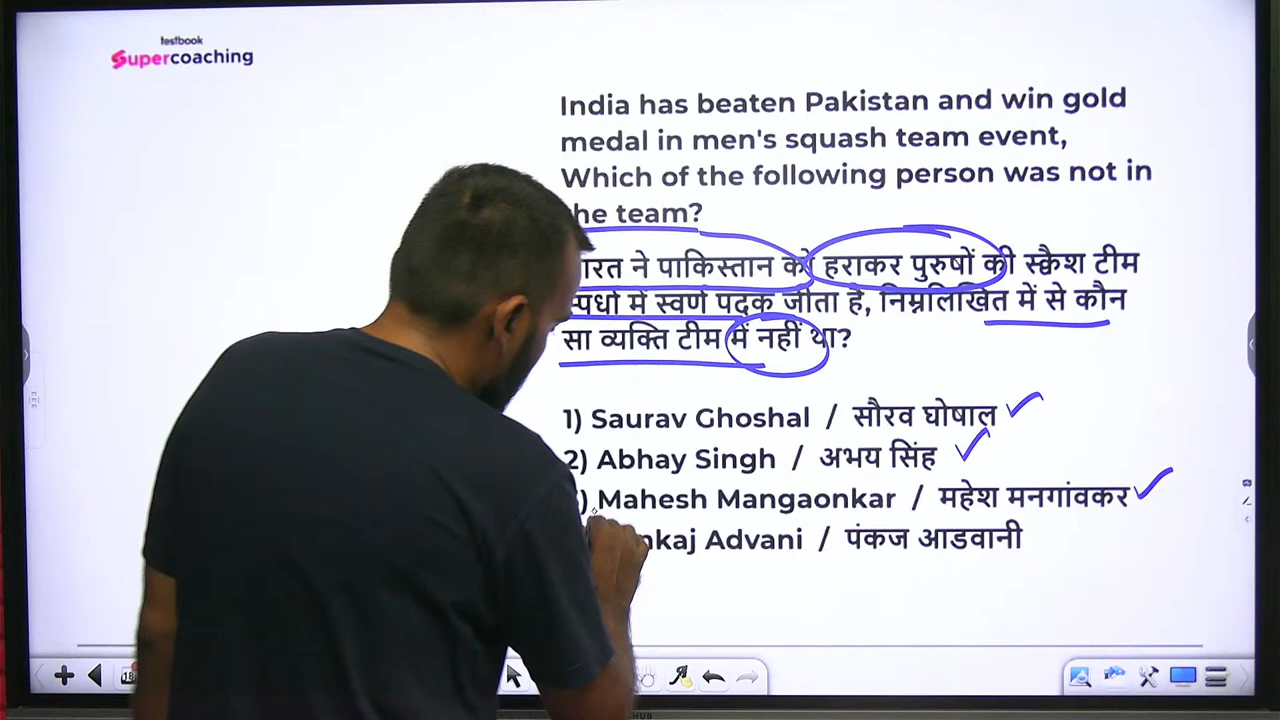 testbook
Supercoaching
India has beaten Pakistan and win gold
medal in men's squash team event,
Which of the following person was not in
he team?
ारत ने पाकिस्तान को हराकर पुरुषों की स्क्वैश टीम
स्पर्धा में स्वर्ण पदक जीता है, निम्नलिखित में से कौन
सा व्यक्ति टीम में नहीं था?
1) Saurav Ghoshal / सौरव घोषाल
2) Abhay Singh / अभय सिंह
) Mahesh Mangaonkar / महेश मनगांवकर
nkaj Advani / पंकज आडवानी